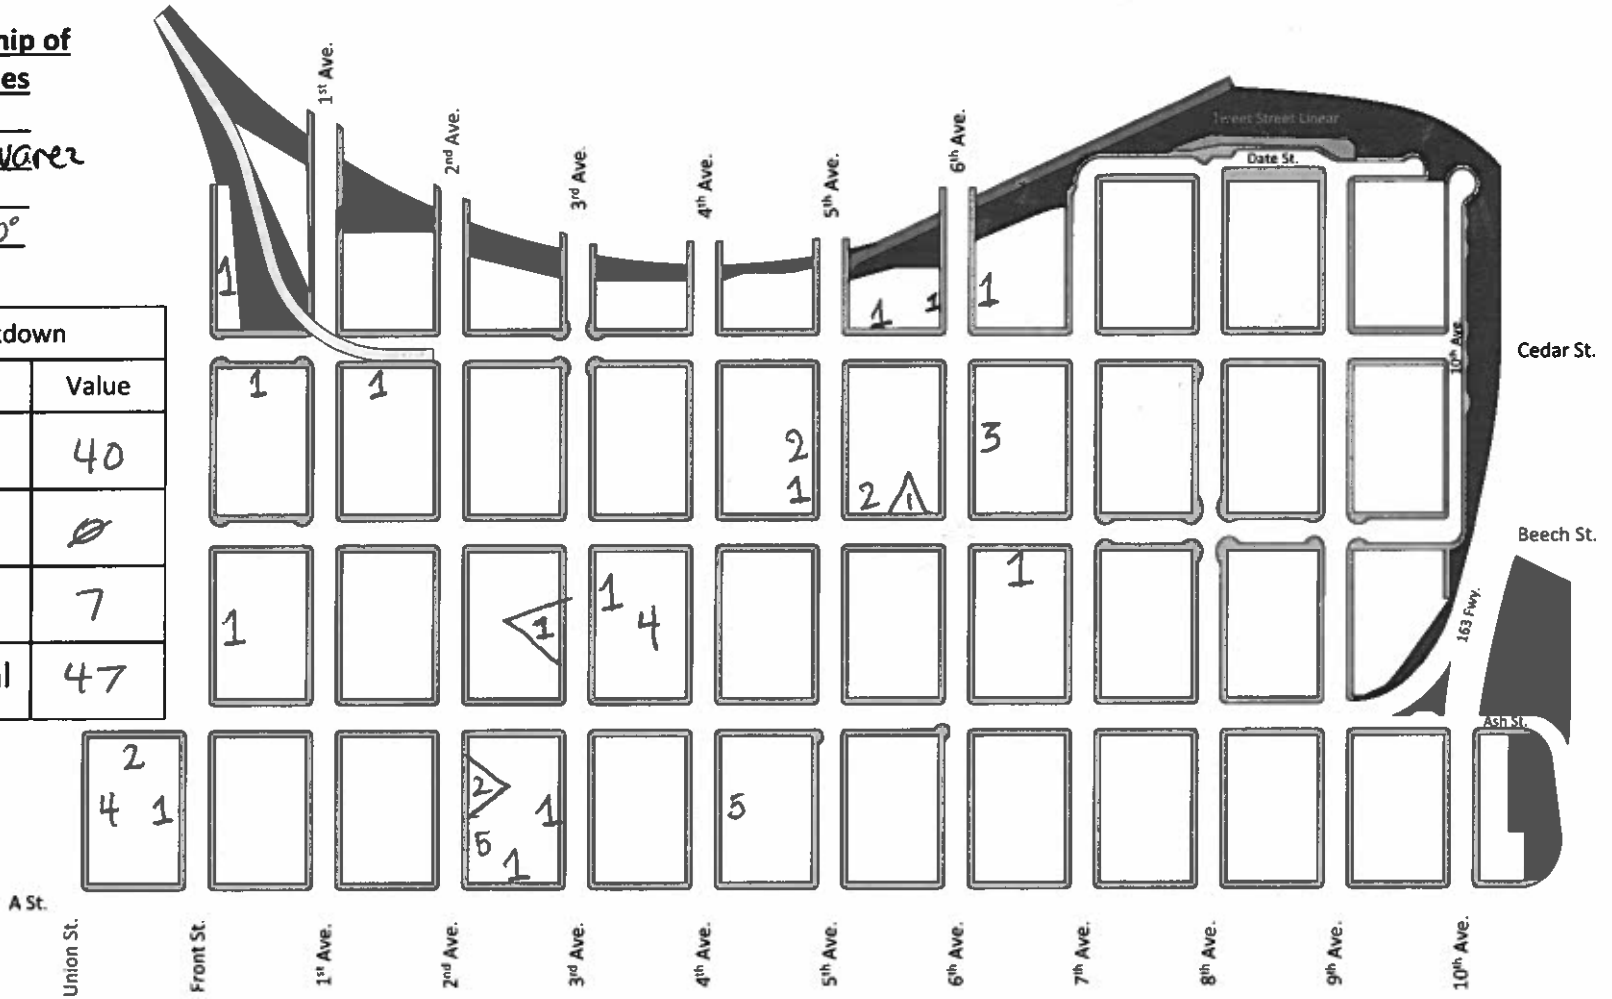 hip of
es
varez
0°
kdown
Value
40
Ø
7
l 47
1st Ave.
2nd Ave.
3rd Ave.
4th Ave.
5th Ave.
6th Ave.
Tweet Street Linear
Date St.
1
1 1
1
Cedar St.
10th Ave
1
1
2
1
2 1
3
Beech St.
1
1
1
4
1
163 Fwy.
Ash St.
2
4 1
2
5
1
1
5
A St.
Union St.
Front St.
1st Ave.
2nd Ave.
3rd Ave.
4th Ave.
5th Ave.
6th Ave.
7th Ave.
8th Ave.
9th Ave.
10th Ave.